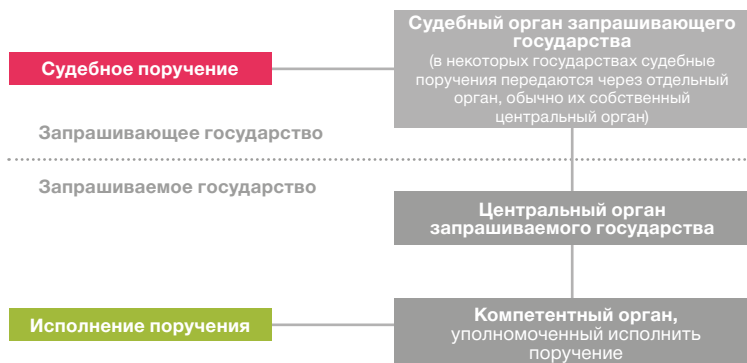 Судебный орган запрашивающего
государства
(в некоторых государствах судебные
поручения передаются через отдельный
орган, обычно их собственный
центральный орган)
Судебное поручение
Запрашивающее государство
Запрашиваемое государство
Центральный орган
запрашиваемого государства
Исполнение поручения
Компетентный орган,
уполномоченный исполнить
поручение